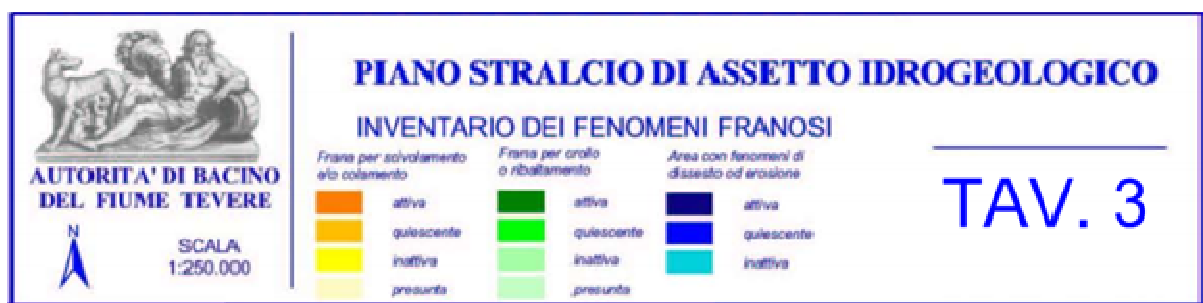 AUTORITA' DI BACINO
DEL FIUME TEVERE
N
SCALA
1:250.000
PIANO STRALCIO DI ASSETTO IDROGEOLOGICO
INVENTARIO DEI FENOMENI FRANOSI
Frana per scivolamento
e/o colamento
attiva
quiescente
inattiva
presunta
Frana per crollo
o ribaltamento
attiva
quiescente
inattiva
presunta
Area con fenomeni di
dissesto od erosione
attiva
quiescente
inattiva
TAV. 3